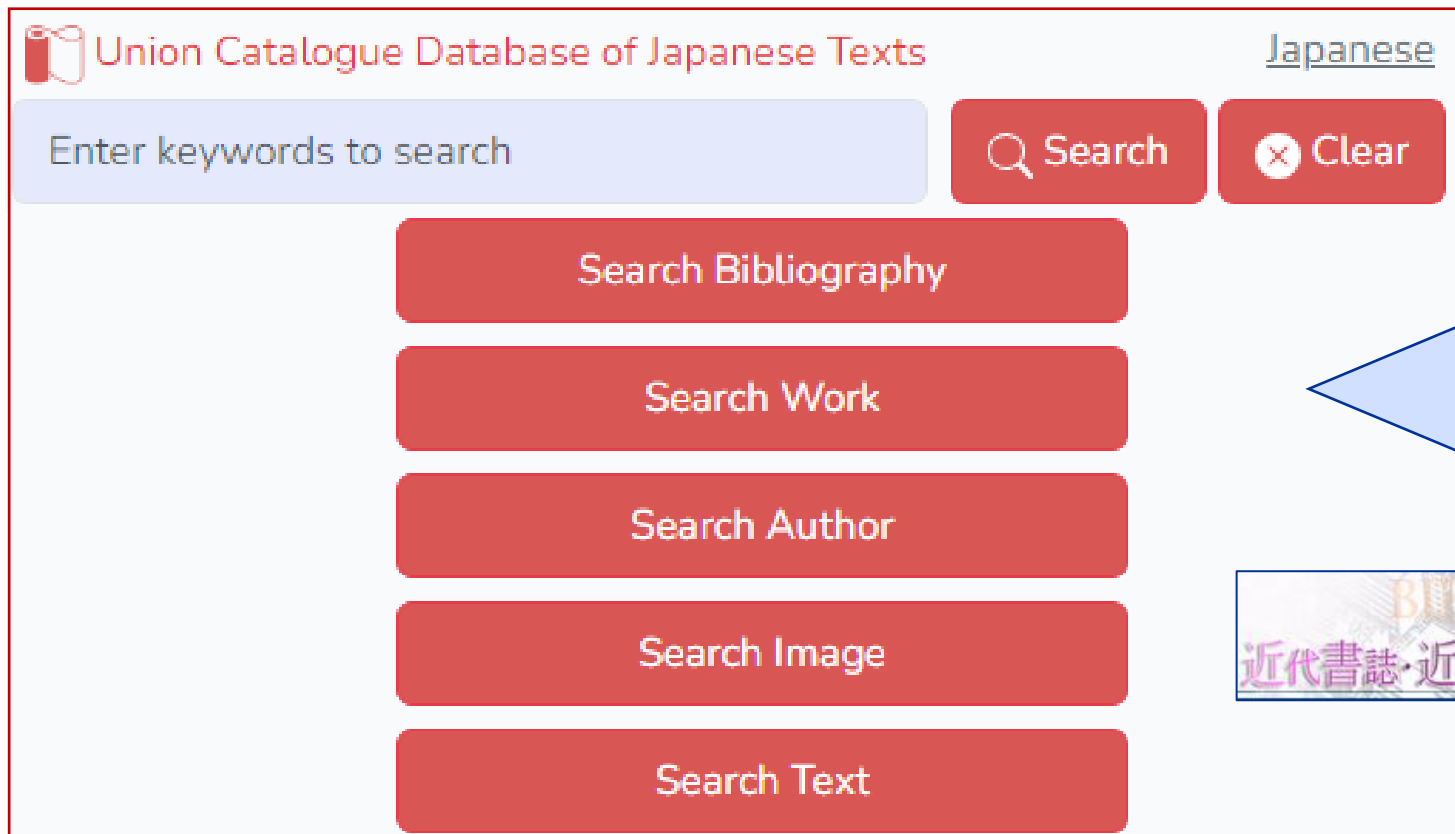 Union Catalogue Database of Japanese Texts
Japanese
Enter keywords to search
Search
Clear
Search Bibliography
Search Work
Search Author
Search Image
Search Text
近代書誌・近